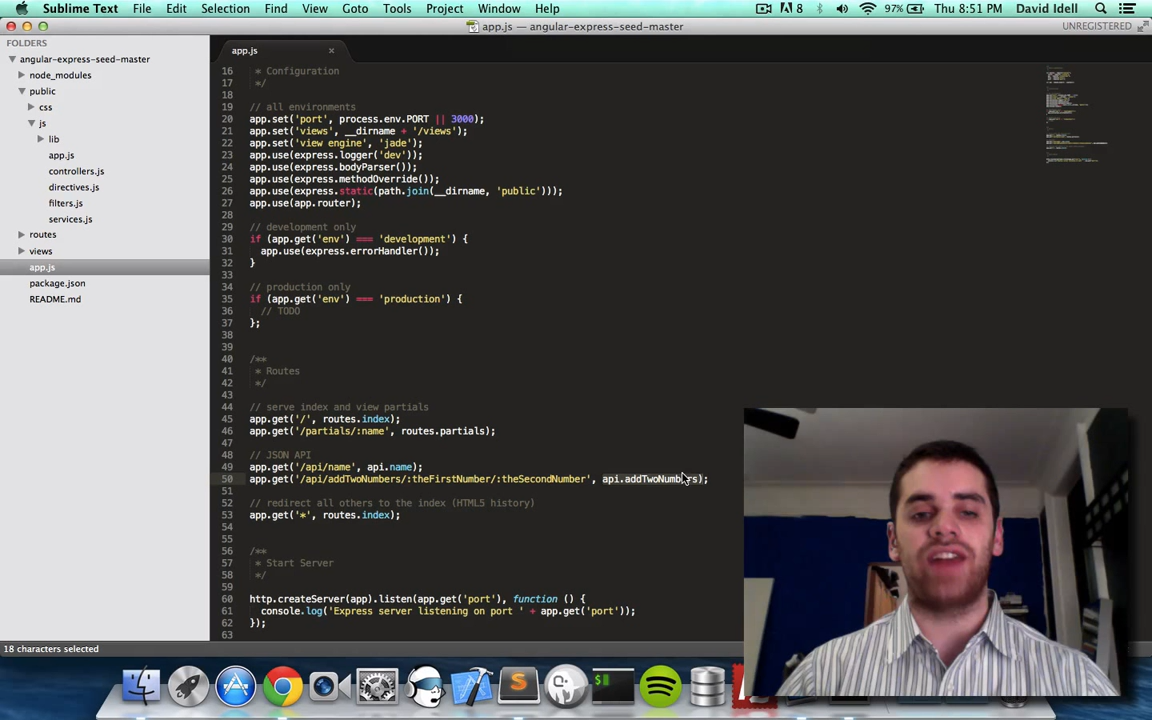 Sublime Text File Edit Selection Find View Goto Tools Project Window Help 8 97% Thu 8:51 PM David Idell
app.js — angular-express-seed-master UNREGISTERED
FOLDERS
angular-express-seed-master
node_modules
public
css
js
lib
app.js
controllers.js
directives.js
filters.js
services.js
routes
views
app.js
package.json
README.md
app.js
16 * Configuration
17 */
18
19 // all environments
20 app.set('port', process.env.PORT || 3000);
21 app.set('views', __dirname + '/views');
22 app.set('view engine', 'jade');
23 app.use(express.logger('dev'));
24 app.use(express.bodyParser());
25 app.use(express.methodOverride());
26 app.use(express.static(path.join(__dirname, 'public')));
27 app.use(app.router);
28
29 // development only
30 if (app.get('env') === 'development') {
31 app.use(express.errorHandler());
32 }
33
34 // production only
35 if (app.get('env') === 'production') {
36 // TODO
37 };
38
39
40 /**
41 * Routes
42 */
43
44 // serve index and view partials
45 app.get('/', routes.index);
46 app.get('/partials/:name', routes.partials);
47
48 // JSON API
49 app.get('/api/name', api.name);
50 app.get('/api/addTwoNumbers/:theFirstNumber/:theSecondNumber', api.addTwoNumbers);
51
52 // redirect all others to the index (HTML5 history)
53 app.get('*', routes.index);
54
55
56 /**
57 * Start Server
58 */
59
60 http.createServer(app).listen(app.get('port'), function () {
61 console.log('Express server listening on port ' + app.get('port'));
62 });
63
18 characters selected